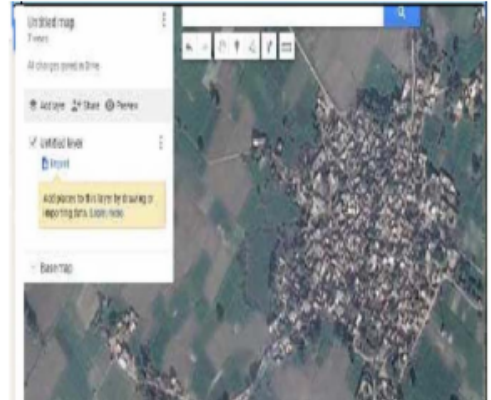 Untitled map
All changes saved in Drive
Add layer Share Preview
Untitled layer
Import
Add places to this layer by drawing or
importing data. Learn more
Base map